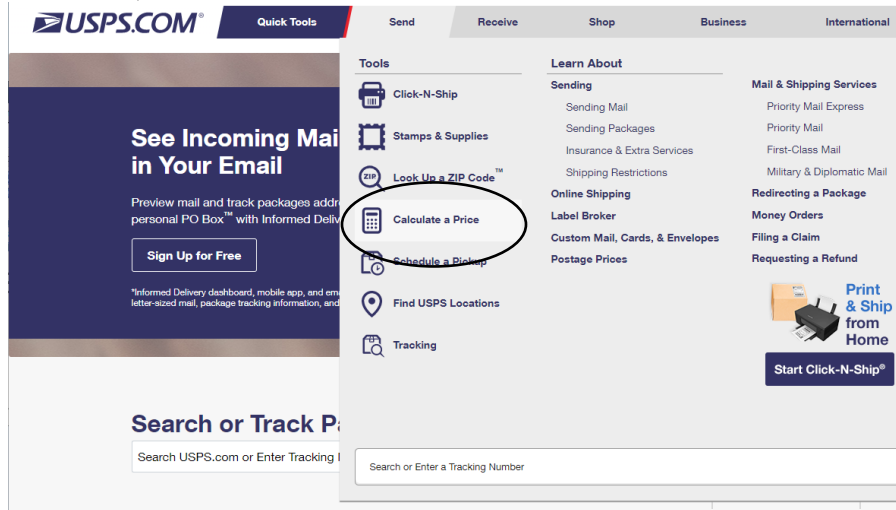 USPS.COM®
Quick Tools
Send
Receive
Shop
Business
International
See Incoming Mai
in Your Email
Preview mail and track packages addr
personal PO Box™ with Informed Deliv
Sign Up for Free
*Informed Delivery dashboard, mobile app, and ema
letter-sized mail, package tracking information, and
Search or Track Pa
Search USPS.com or Enter Tracking
Tools
Click-N-Ship
Stamps & Supplies
ZIP
Look Up a ZIP Code™
Calculate a Price
Schedule a Pickup
Find USPS Locations
Tracking
Learn About
Sending
Sending Mail
Sending Packages
Insurance & Extra Services
Shipping Restrictions
Online Shipping
Label Broker
Custom Mail, Cards, & Envelopes
Postage Prices
Mail & Shipping Services
Priority Mail Express
Priority Mail
First-Class Mail
Military & Diplomatic Mail
Redirecting a Package
Money Orders
Filing a Claim
Requesting a Refund
Print
& Ship
from
Home
Start Click-N-Ship®
Search or Enter a Tracking Number